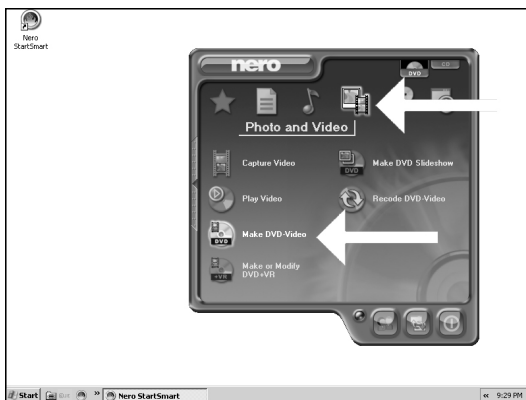 Nero
StartSmart
nero
DVD
CD
Photo and Video
Capture Video
DVD
Make DVD Slideshow
Play Video
Recode DVD-Video
DVD
Make DVD-Video
+VR
Make or Modify
DVD+VR
Start
»
Nero StartSmart
«
9:29 PM